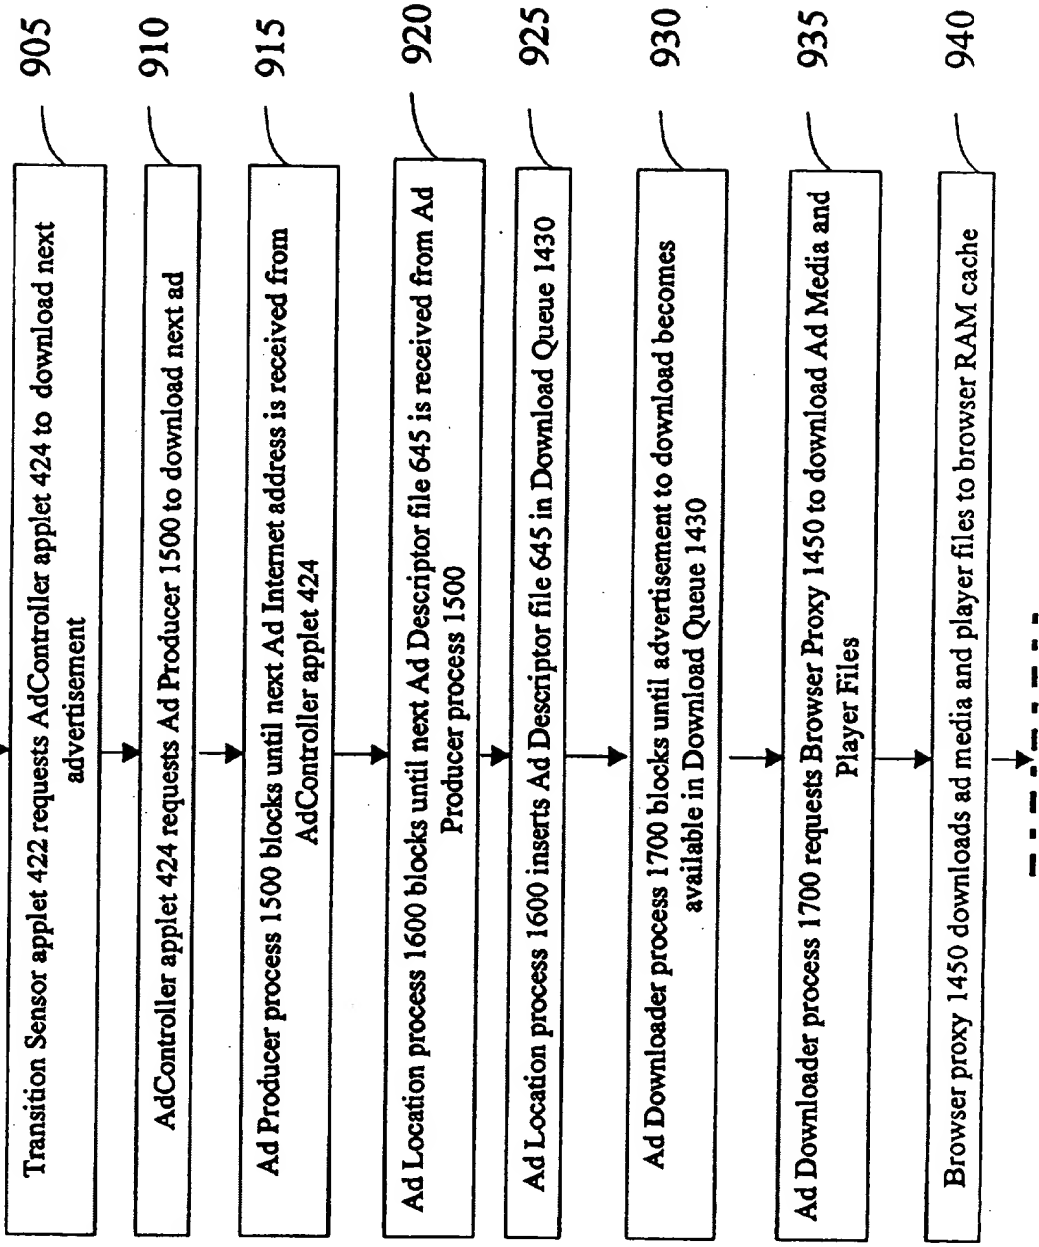 905
Transition Sensor applet 422 requests AdController applet 424 to download next
advertisement
910
AdController applet 424 requests Ad Producer 1500 to download next ad
915
Ad Producer process 1500 blocks until next Ad Internet address is received from
AdController applet 424
920
Ad Location process 1600 blocks until next Ad Descriptor file 645 is received from Ad
Producer process 1500
925
Ad Location process 1600 inserts Ad Descriptor file 645 in Download Queue 1430
930
Ad Downloader process 1700 blocks until advertisement to download becomes
available in Download Queue 1430
935
Ad Downloader process 1700 requests Browser Proxy 1450 to download Ad Media and
Player Files
940
Browser proxy 1450 downloads ad media and player files to browser RAM cache